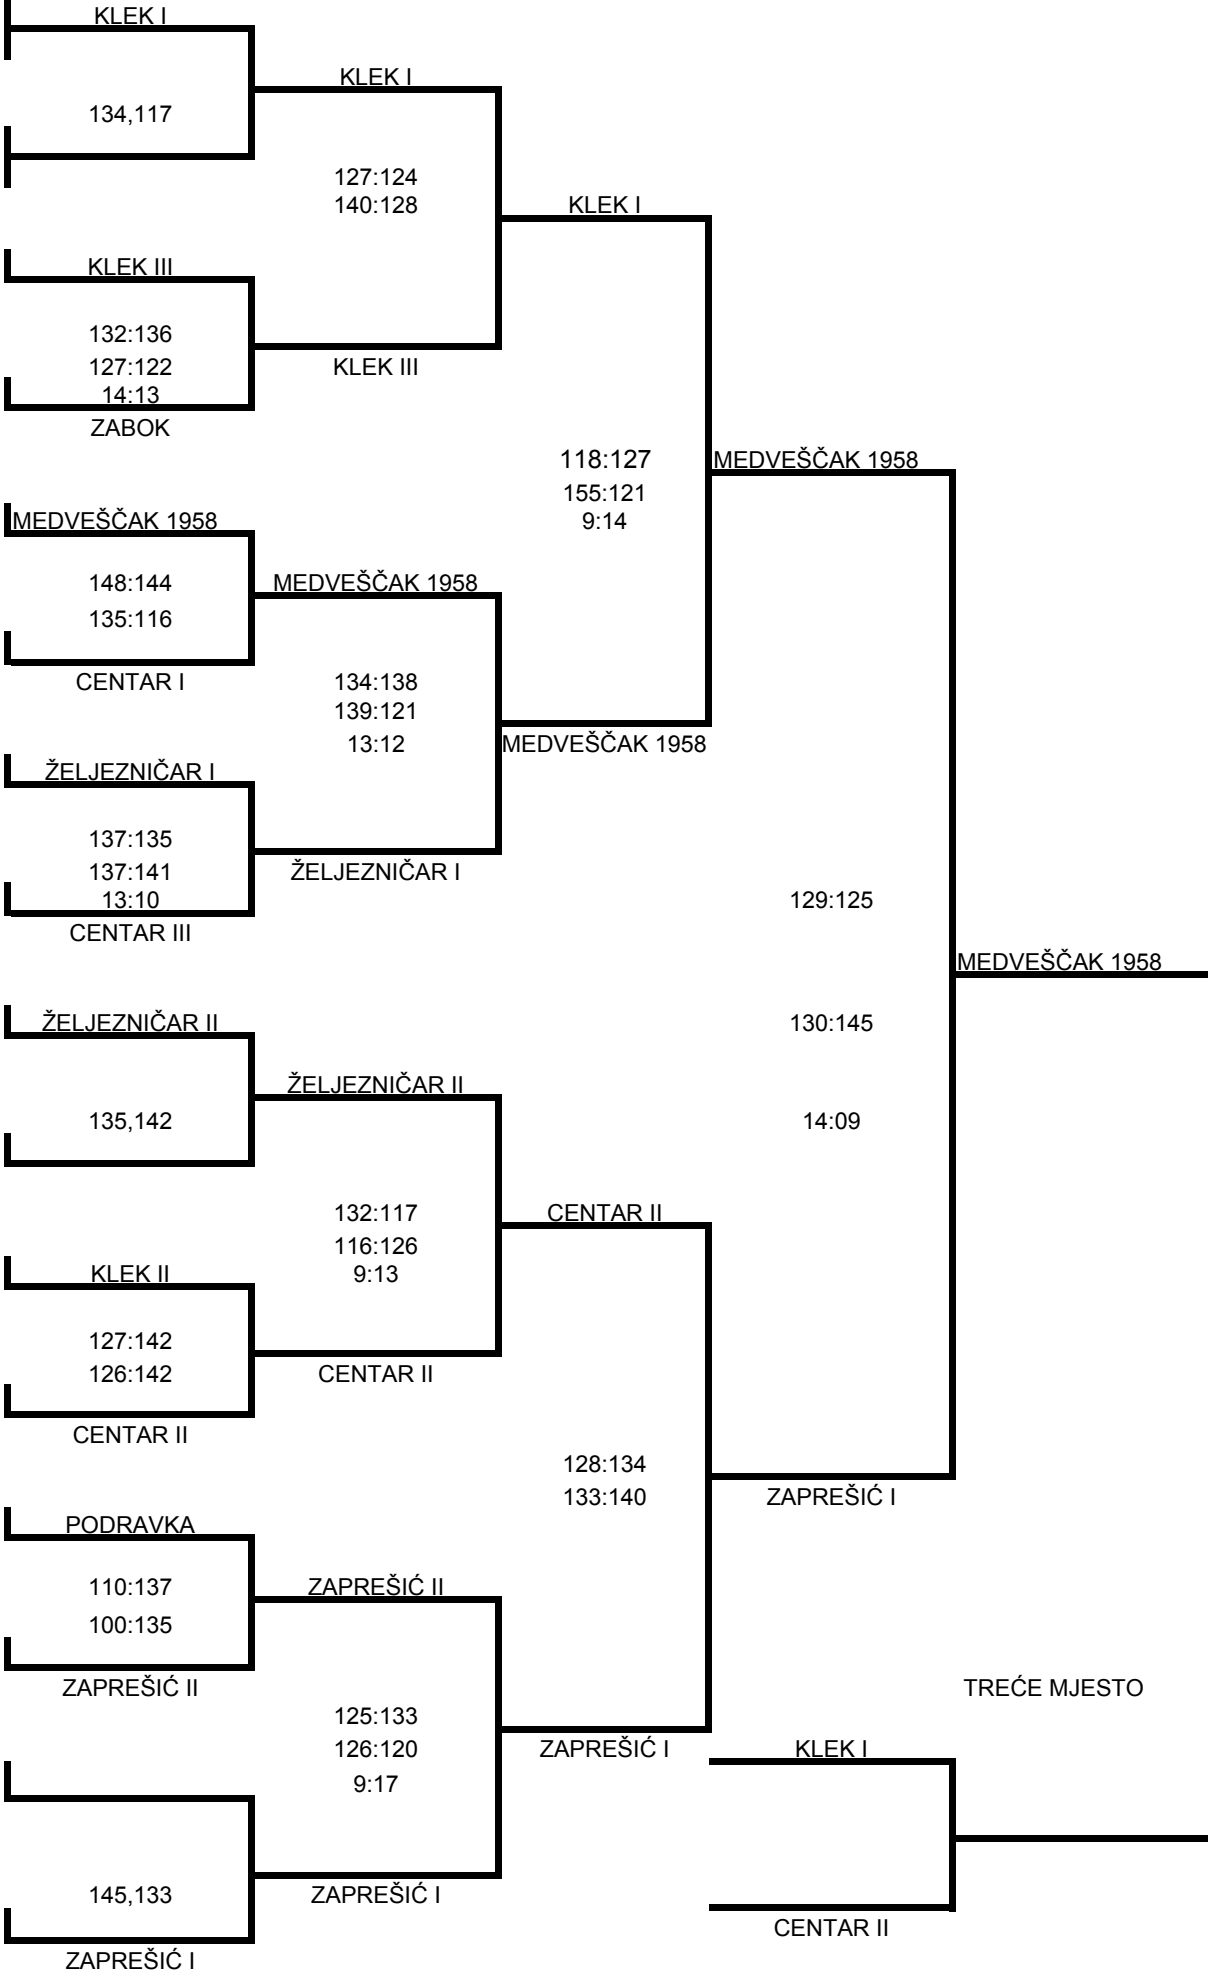 KLEK I
KLEK I
134,117
127:124
140:128
KLEK I
KLEK III
132:136
127:122
KLEK III
14:13
ZABOK
118:127
MEDVEŠČAK 1958
155:121
9:14
MEDVEŠČAK 1958
148:144
MEDVEŠČAK 1958
135:116
CENTAR I
134:138
139:121
13:12
MEDVEŠČAK 1958
ŽELJEZNIČAR I
137:135
137:141
ŽELJEZNIČAR I
13:10
129:125
CENTAR III
MEDVEŠČAK 1958
ŽELJEZNIČAR II
130:145
ŽELJEZNIČAR II
135,142
14:09
132:117
CENTAR II
116:126
KLEK II
9:13
127:142
126:142
CENTAR II
CENTAR II
128:134
133:140
ZAPREŠIĆ I
PODRAVKA
110:137
ZAPREŠIĆ II
100:135
ZAPREŠIĆ II
TREĆE MJESTO
125:133
126:120
ZAPREŠIĆ I
KLEK I
9:17
145,133
ZAPREŠIĆ I
CENTAR II
ZAPREŠIĆ I